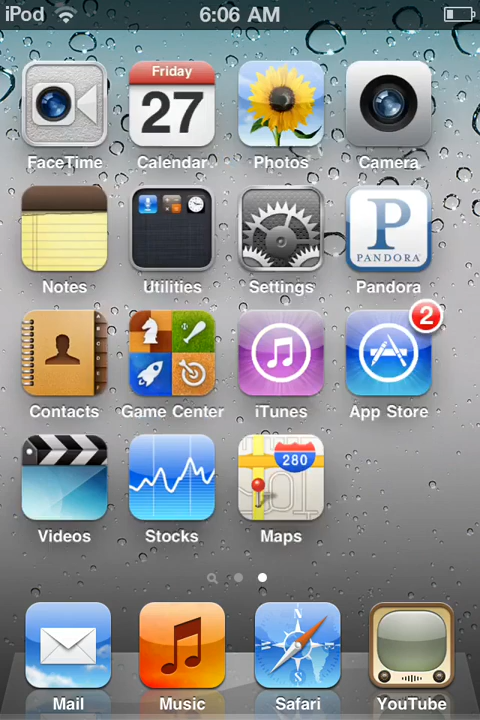 iPod 6:06 AM
Friday
27
FaceTime Calendar Photos Camera
P
PANDORA
Notes Utilities Settings Pandora
2
Contacts Game Center iTunes App Store
280
Videos Stocks Maps
N
Mail Music Safari YouTube